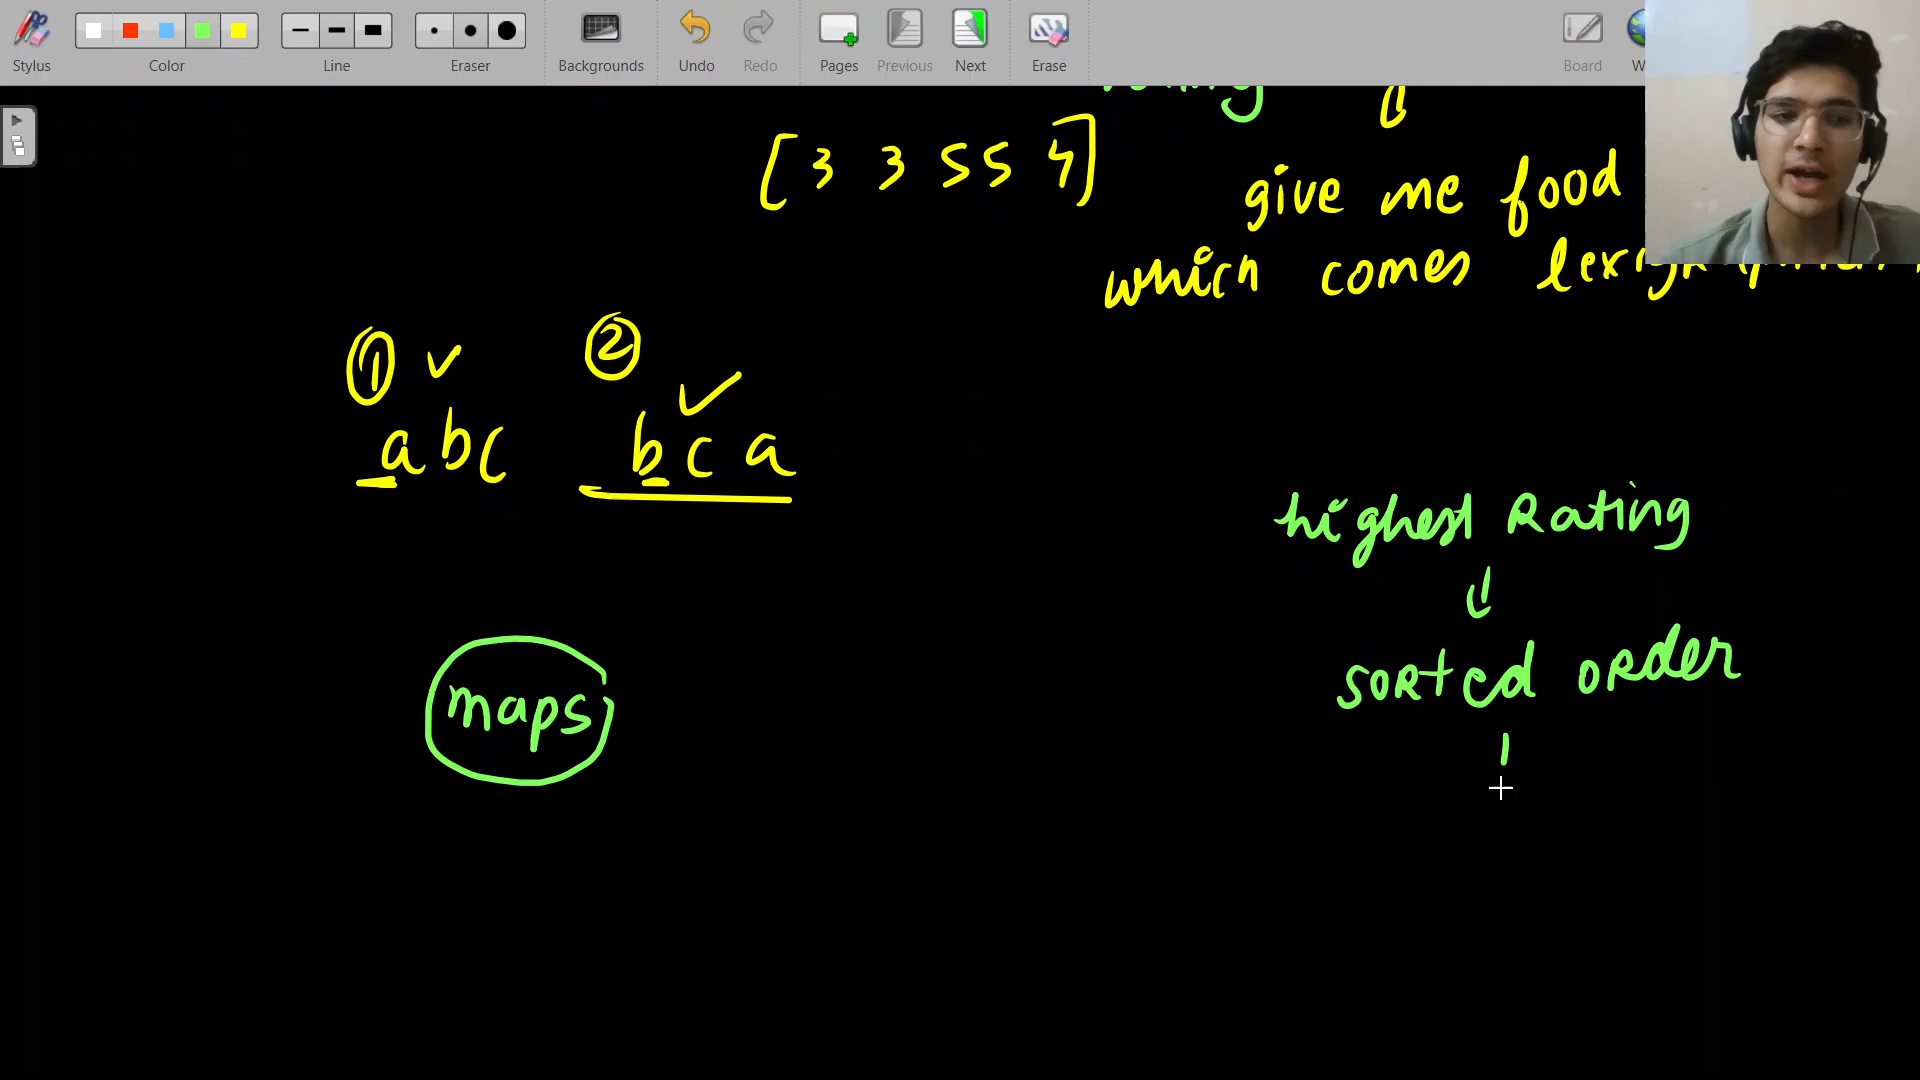 Stylus
Color
Line
Eraser
Backgrounds
Undo
Redo
Pages
Previous
Next
Erase
Board
W
[3 3 5 5 4]
give me food
which comes
1
abc
2
bca
highest Rating
sorted order
maps